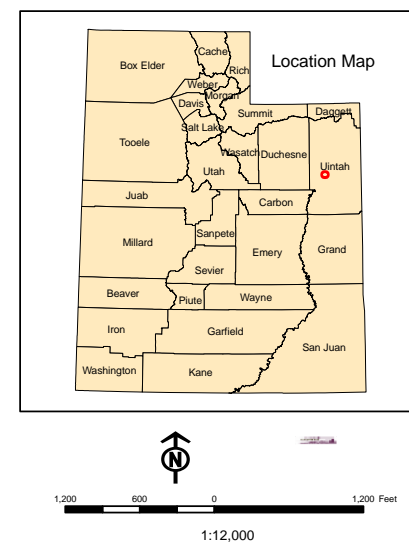 Location Map
Cache
Box Elder
Rich
Weber
Morgan
Davis
Summit
Daggett
Salt Lake
Tooele
Wasatch
Duchesne
Uintah
Utah
Juab
Carbon
Sanpete
Millard
Emery
Grand
Sevier
Beaver
Piute
Wayne
Iron
Garfield
San Juan
Washington
Kane
N
1,200 600 0 1,200 Feet
1:12,000